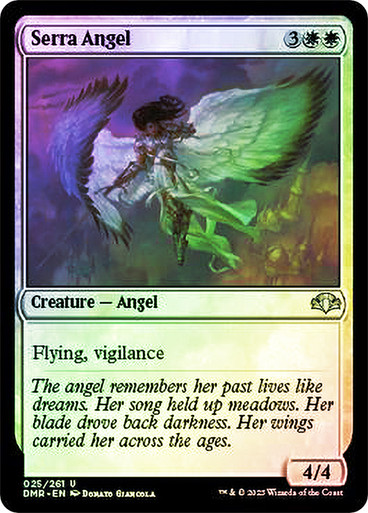 Serra Angel 3
Creature — Angel
Flying, vigilance
The angel remembers her past lives like
dreams. Her song held up meadows. Her
blade drove back darkness. Her wings
carried her across the ages.
4/4
025/261 U
DMR • EN Donato Giancola
™ & © 2023 Wizards of the Coast